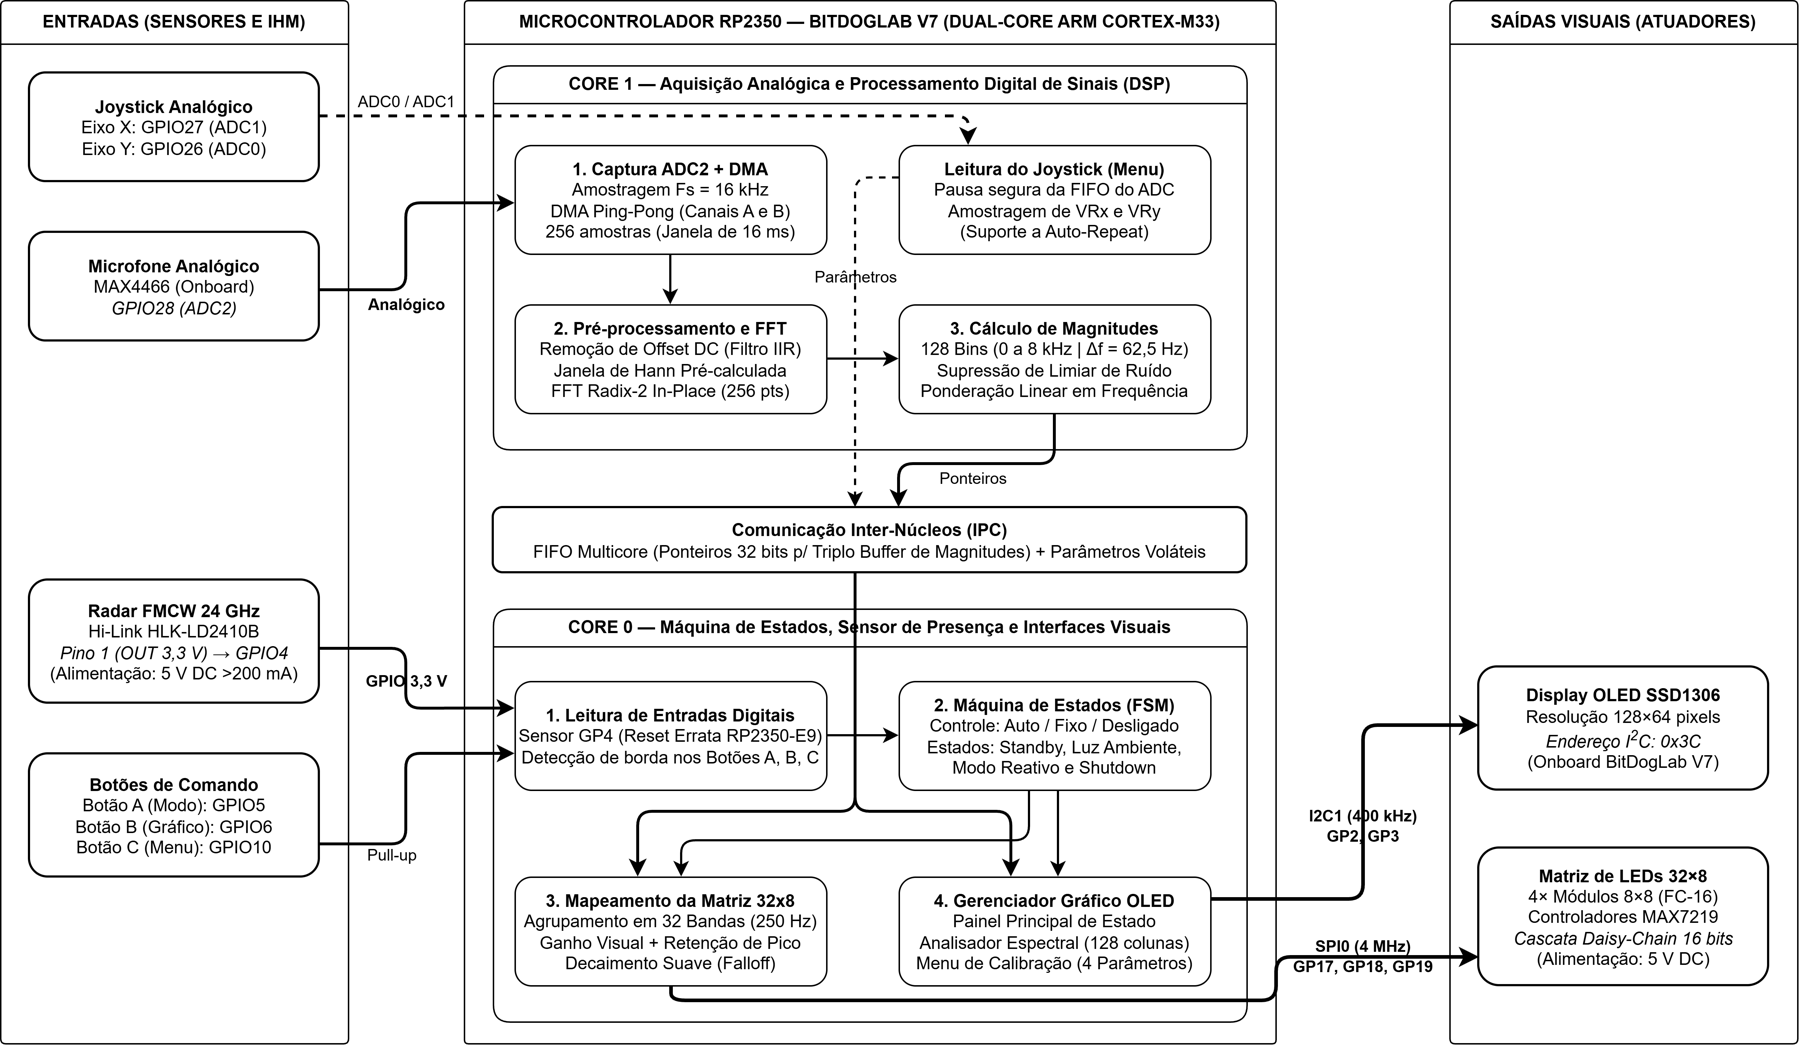 ENTRADAS (SENSORES E IHM)
Joystick Analógico
Eixo X: GPIO27 (ADC1)
Eixo Y: GPIO26 (ADC0)
Microfone Analógico
MAX4466 (Onboard)
GPIO28 (ADC2)
Radar FMCW 24 GHz
Hi-Link HLK-LD2410B
Pino 1 (OUT 3,3 V) → GPIO4
(Alimentação: 5 V DC >200 mA)
Botões de Comando
Botão A (Modo): GPIO5
Botão B (Gráfico): GPIO6
Botão C (Menu): GPIO10
ADC0 / ADC1
Analógico
GPIO 3,3 V
Pull-up
MICROCONTROLADOR RP2350 — BITDOGLAB V7 (DUAL-CORE ARM CORTEX-M33)
CORE 1 — Aquisição Analógica e Processamento Digital de Sinais (DSP)
1. Captura ADC2 + DMA
Amostragem Fs = 16 kHz
DMA Ping-Pong (Canais A e B)
256 amostras (Janela de 16 ms)
Leitura do Joystick (Menu)
Pausa segura da FIFO do ADC
Amostragem de VRx e VRy
(Suporte a Auto-Repeat)
Parâmetros
2. Pré-processamento e FFT
Remoção de Offset DC (Filtro IIR)
Janela de Hann Pré-calculada
FFT Radix-2 In-Place (256 pts)
3. Cálculo de Magnitudes
128 Bins (0 a 8 kHz | Δf = 62,5 Hz)
Supressão de Limiar de Ruído
Ponderação Linear em Frequência
Ponteiros
Comunicação Inter-Núcleos (IPC)
FIFO Multicore (Ponteiros 32 bits p/ Triplo Buffer de Magnitudes) + Parâmetros Voláteis
CORE 0 — Máquina de Estados, Sensor de Presença e Interfaces Visuais
1. Leitura de Entradas Digitais
Sensor GP4 (Reset Errata RP2350-E9)
Detecção de borda nos Botões A, B, C
2. Máquina de Estados (FSM)
Controle: Auto / Fixo / Desligado
Estados: Standby, Luz Ambiente,
Modo Reativo e Shutdown
3. Mapeamento da Matriz 32x8
Agrupamento em 32 Bandas (250 Hz)
Ganho Visual + Retenção de Pico
Decaimento Suave (Falloff)
4. Gerenciador Gráfico OLED
Painel Principal de Estado
Analisador Espectral (128 colunas)
Menu de Calibração (4 Parâmetros)
I2C1 (400 kHz)
GP2, GP3
SPI0 (4 MHz)
GP17, GP18, GP19
SAÍDAS VISUAIS (ATUADORES)
Display OLED SSD1306
Resolução 128×64 pixels
Endereço I²C: 0x3C
(Onboard BitDogLab V7)
Matriz de LEDs 32×8
4× Módulos 8×8 (FC-16)
Controladores MAX7219
Cascata Daisy-Chain 16 bits
(Alimentação: 5 V DC)